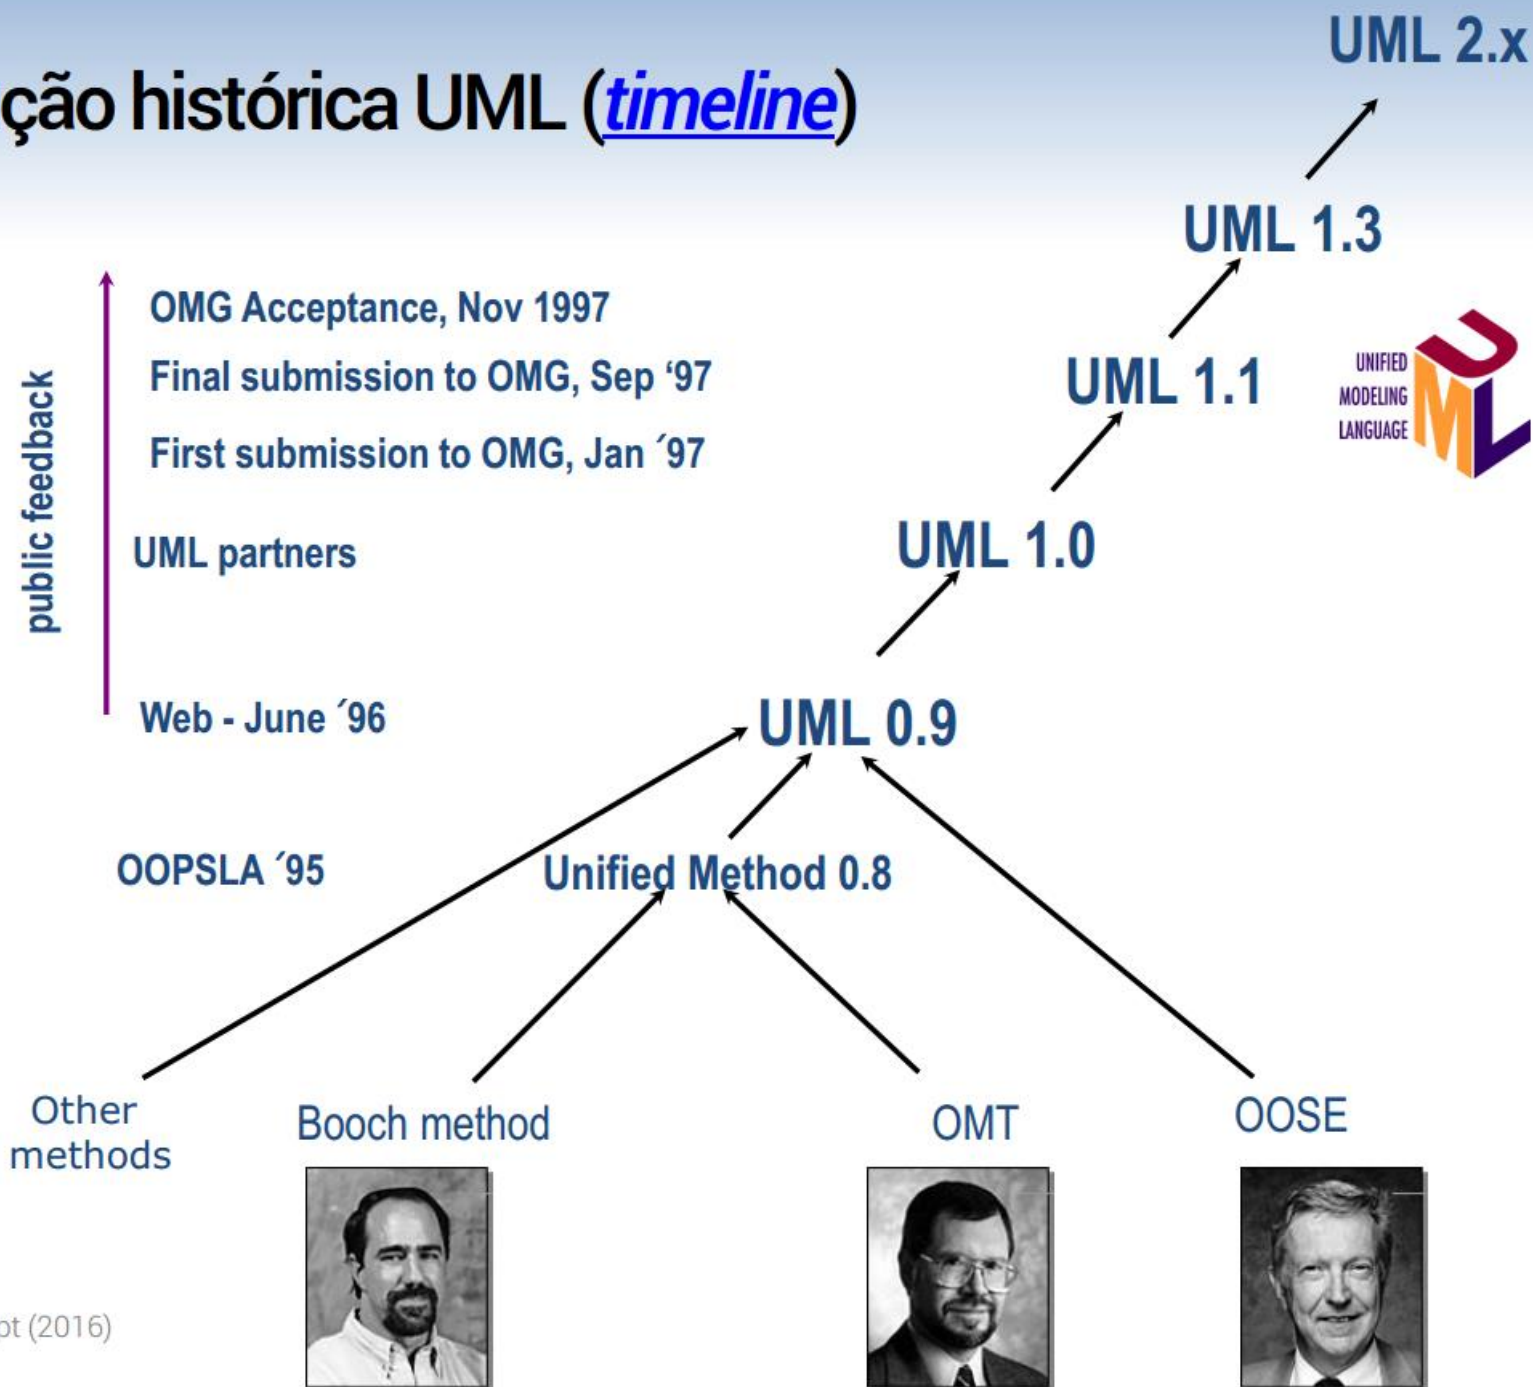 UML 2.x
ção histórica UML (timeline)
UML 1.3
OMG Acceptance, Nov 1997
Final submission to OMG, Sep ‘97
UML 1.1
UNIFIED
MODELING
LANGUAGE
UML
First submission to OMG, Jan ´97
public feedback
UML partners
UML 1.0
Web - June ´96
UML 0.9
OOPSLA ´95
Unified Method 0.8
Other
methods
Booch method
OMT
OOSE
(2016)